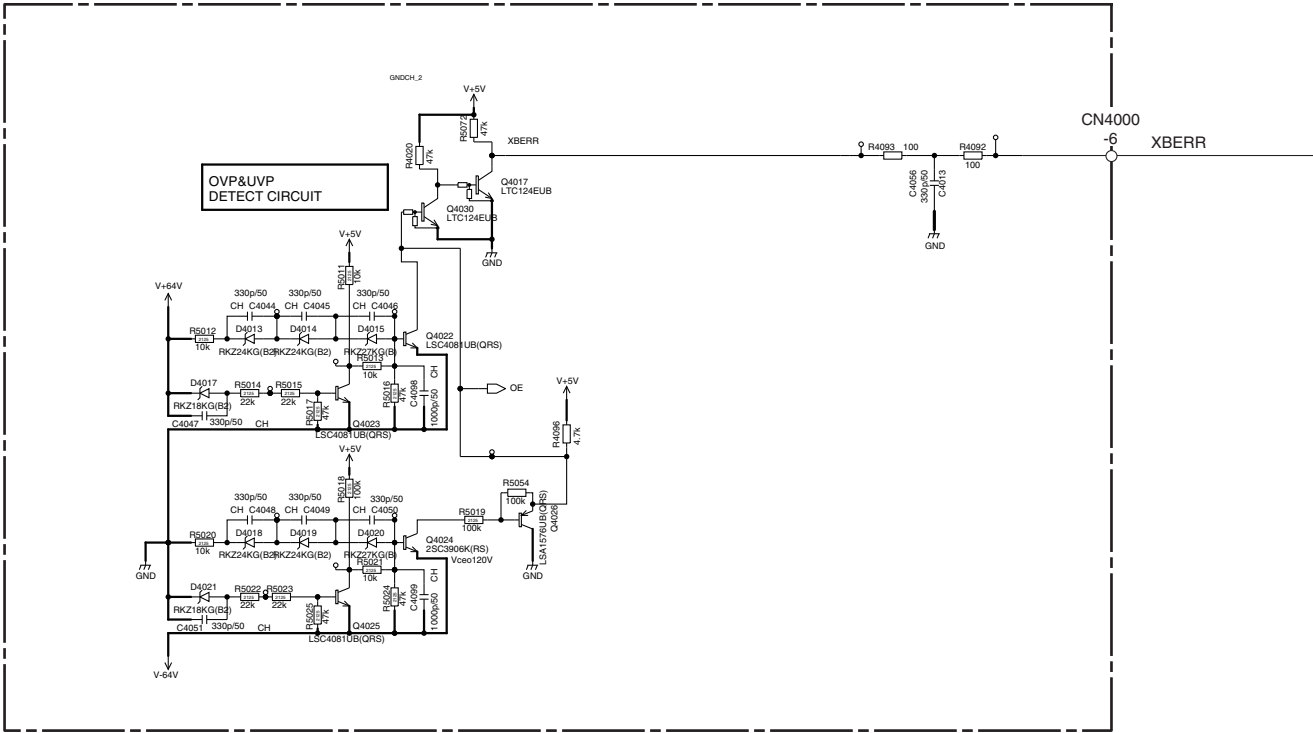 GNDCH_2
V+5V
R5072
47k
XBERR
R4020
47k
Q4017
LTC124EUB
Q4030
LTC124EUB
GND
OVP&UVP
DETECT CIRCUIT
CN4000
-6
XBERR
R4093 100
R4092
100
C4056
330p/50
C4013
GND
V+5V
R5011
10k
V+64V
330p/50 330p/50 330p/50
CH C4044 CH C4045 CH C4046
R5012
10k
D4013 D4014 D4015
RKZ24KG(B2) RKZ24KG(B2) RKZ27KG(B)
Q4022
LSC4081UB(QRS)
R5013
10k
D4017
RKZ18KG(B2)
R5014
22k
R5015
22k
R5017
47k
R5016
47k
C4098
1000p/50
CH
C4047 330p/50 CH
Q4023
LSC4081UB(QRS)
OE
V+5V
R4096
4.7k
V+5V
R5018
100k
330p/50 330p/50 330p/50
CH C4048 CH C4049 CH C4050
R5020
10k
D4018 D4019 D4020
RKZ24KG(B2) RKZ24KG(B2) RKZ27KG(B)
Q4024
2SC3906K(RS)
Vceo120V
R5019
100k
R5054
100k
LSA1576UB(QRS)
Q4026
GND
GND
R5021
10k
D4021
RKZ18KG(B2)
R5022
22k
R5023
22k
R5025
47k
R5024
47k
C4099
1000p/50
CH
C4051 330p/50 CH
Q4025
LSC4081UB(QRS)
V-64V